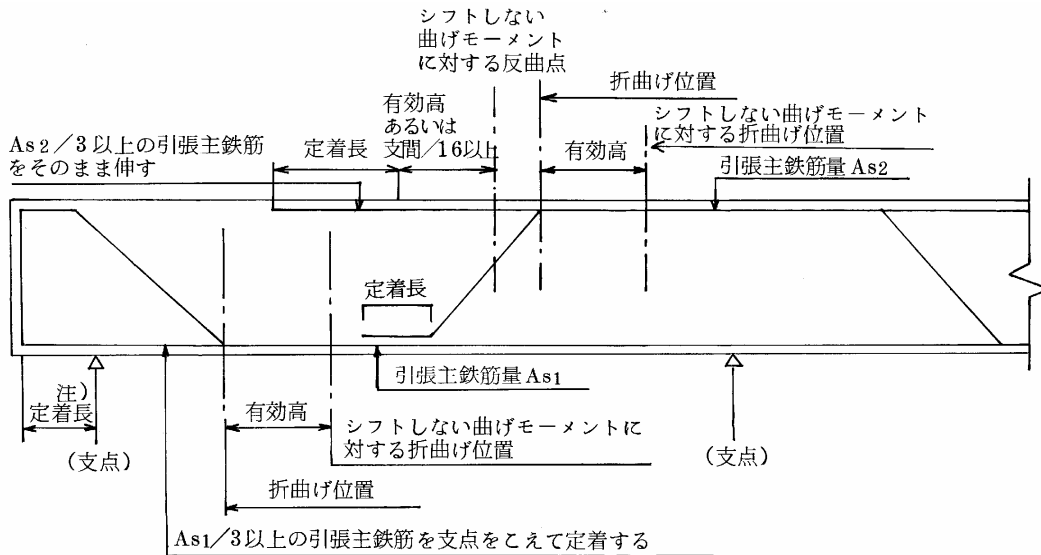 シフトしない
曲げモーメント
に対する反曲点
折曲げ位置
有効高
あるいは
支間/16以上
シフトしない曲げモーメント
に対する折曲げ位置
As2/3以上の引張主鉄筋
をそのまま伸す
定着長
有効高
引張主鉄筋量As2
定着長
引張主鉄筋量As1
注)
定着長
有効高
シフトしない曲げモーメントに
対する折曲げ位置
(支点)
(支点)
折曲げ位置
As1/3以上の引張主鉄筋を支点をこえて定着する